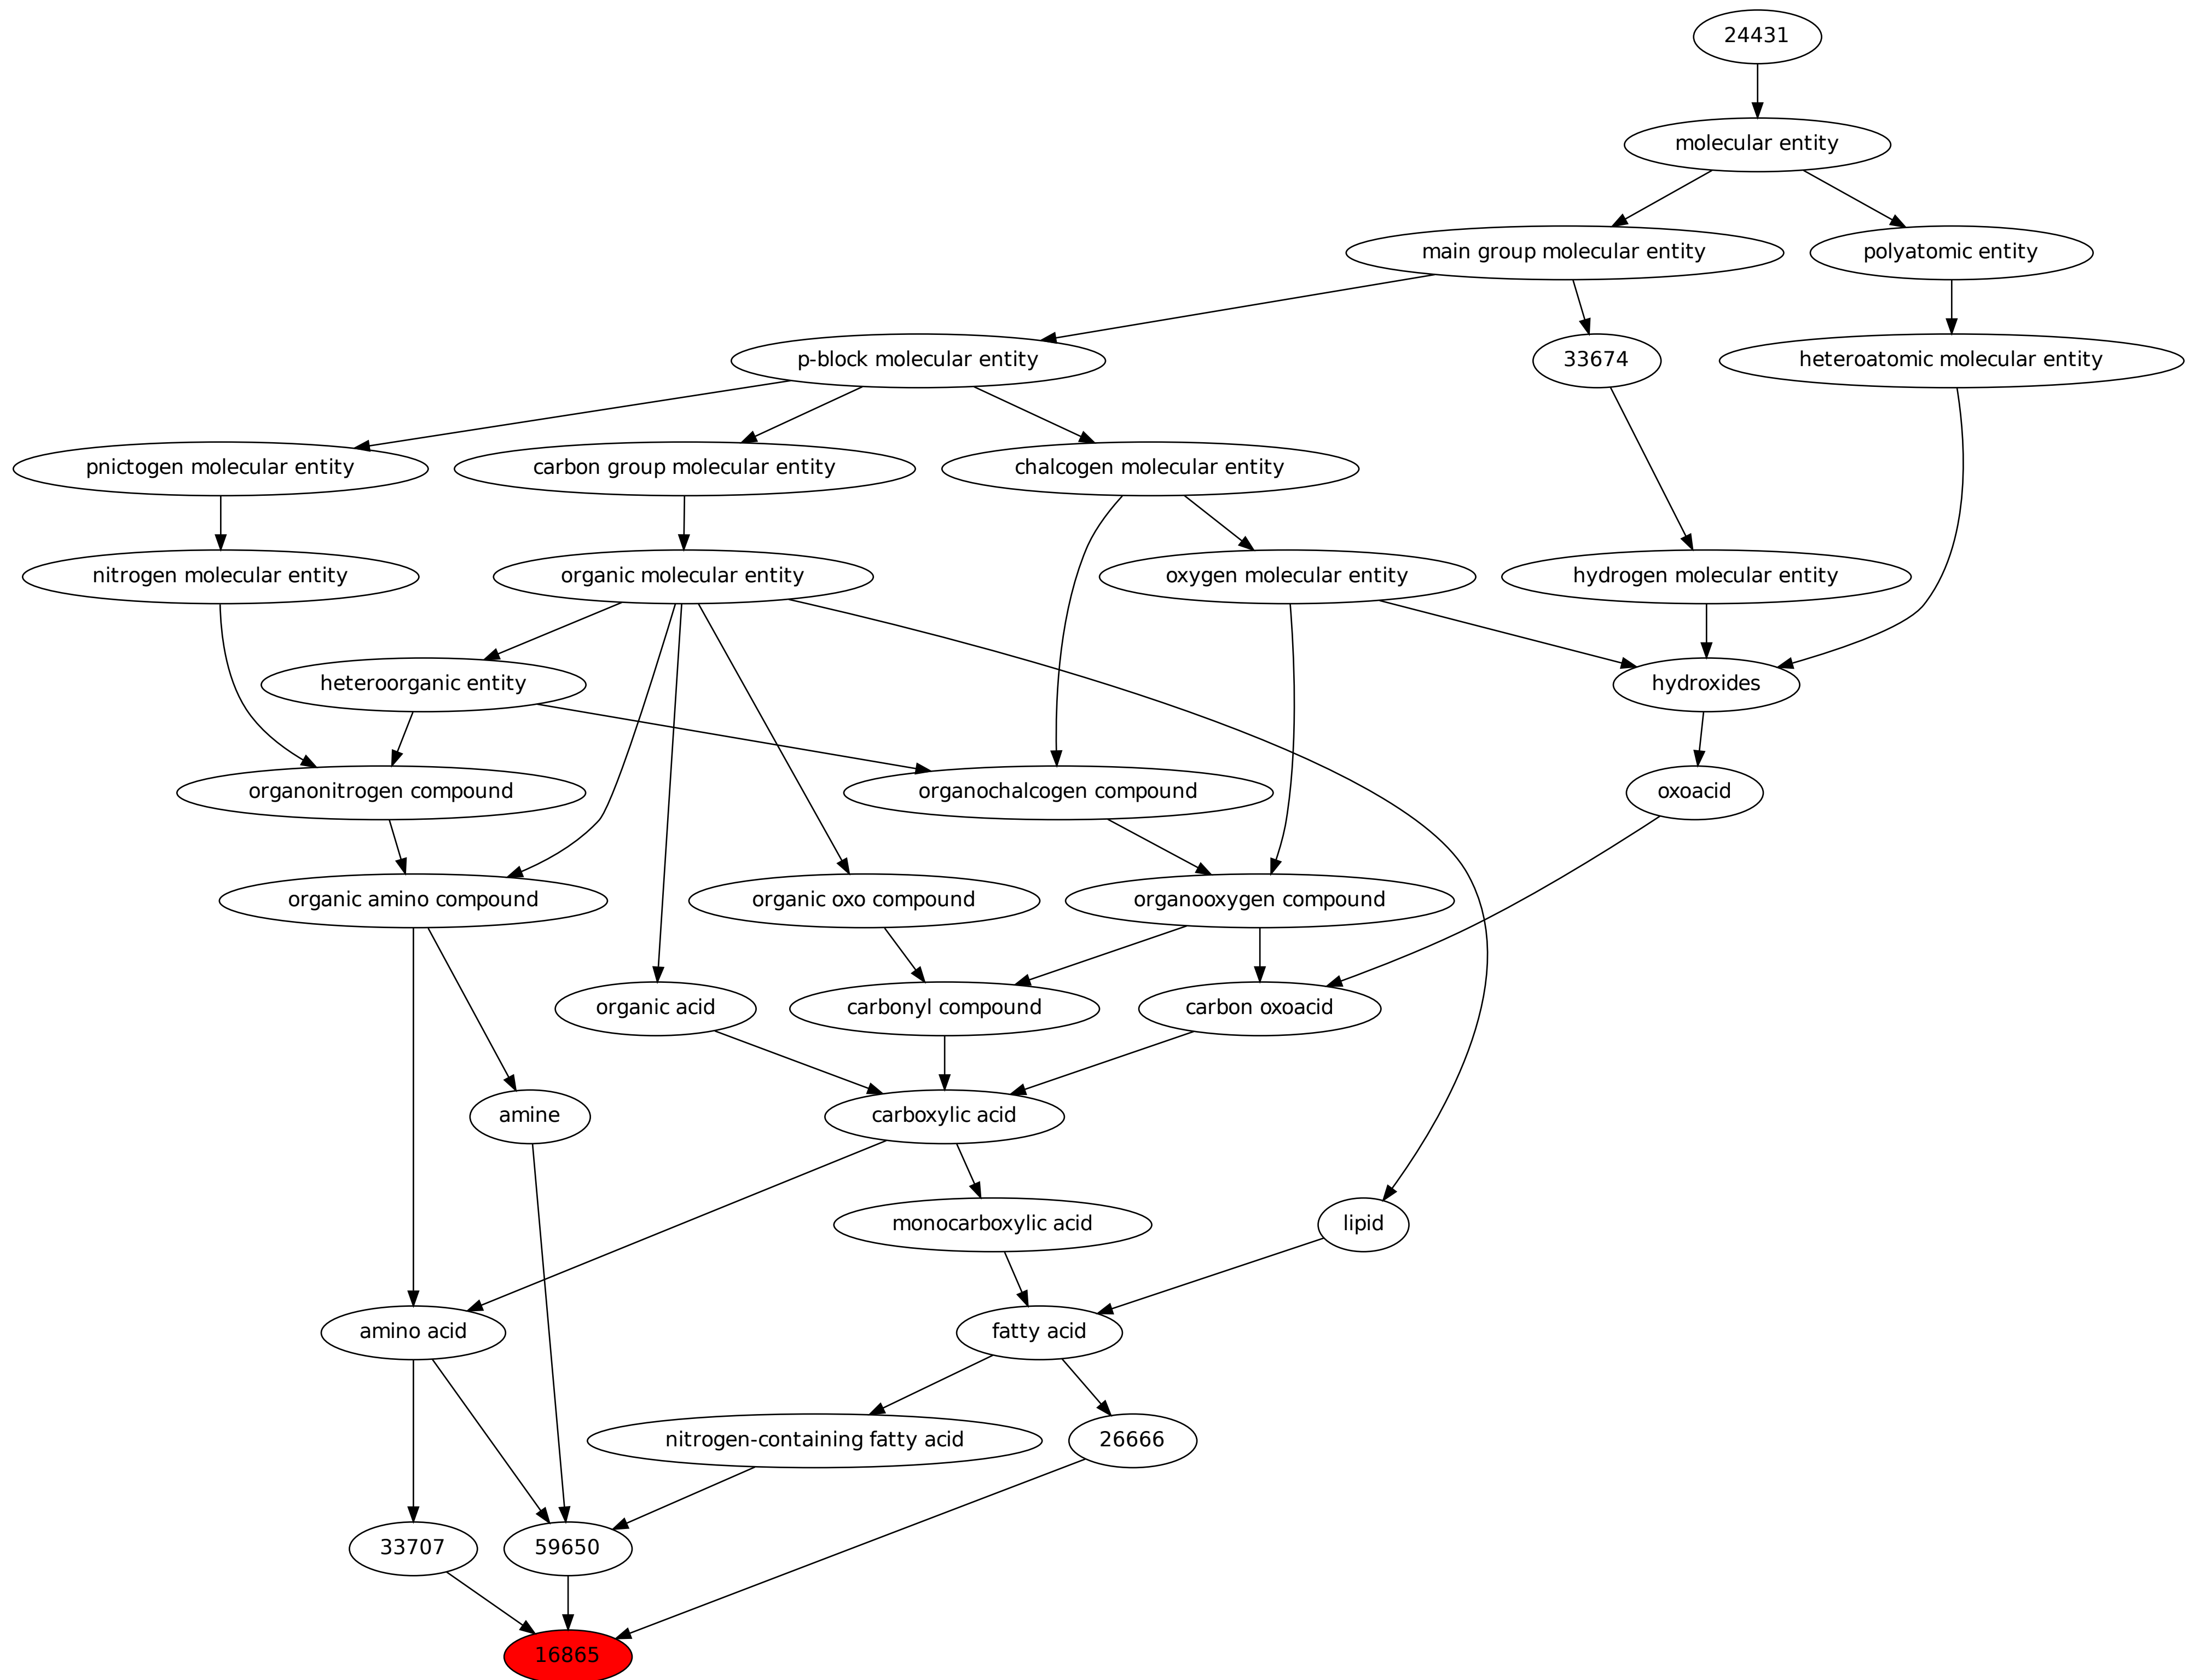 24431
molecular entity
main group molecular entity
polyatomic entity
p-block molecular entity
33674
heteroatomic molecular entity
pnictogen molecular entity
carbon group molecular entity
chalcogen molecular entity
nitrogen molecular entity
organic molecular entity
oxygen molecular entity
hydrogen molecular entity
heteroorganic entity
hydroxides
organonitrogen compound
organochalcogen compound
oxoacid
organic amino compound
organic oxo compound
organooxygen compound
organic acid
carbonyl compound
carbon oxoacid
amine
carboxylic acid
monocarboxylic acid
lipid
amino acid
fatty acid
nitrogen-containing fatty acid
26666
33707
59650
16865